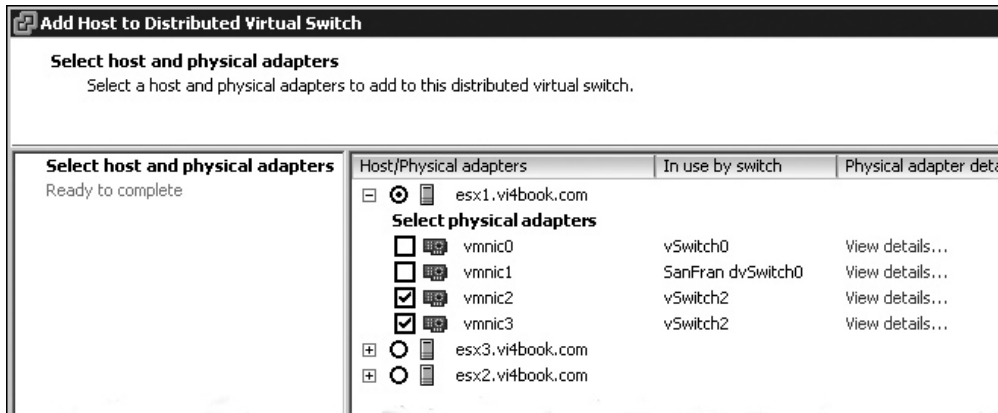 Add Host to Distributed Virtual Switch
Select host and physical adapters
Select a host and physical adapters to add to this distributed virtual switch.
Select host and physical adapters
Ready to complete
Host/Physical adapters In use by switch Physical adapter deta
esx1.vi4book.com
Select physical adapters
vmnic0 vSwitch0 View details...
vmnic1 SanFran dvSwitch0 View details...
vmnic2 vSwitch2 View details...
vmnic3 vSwitch2 View details...
esx3.vi4book.com
esx2.vi4book.com